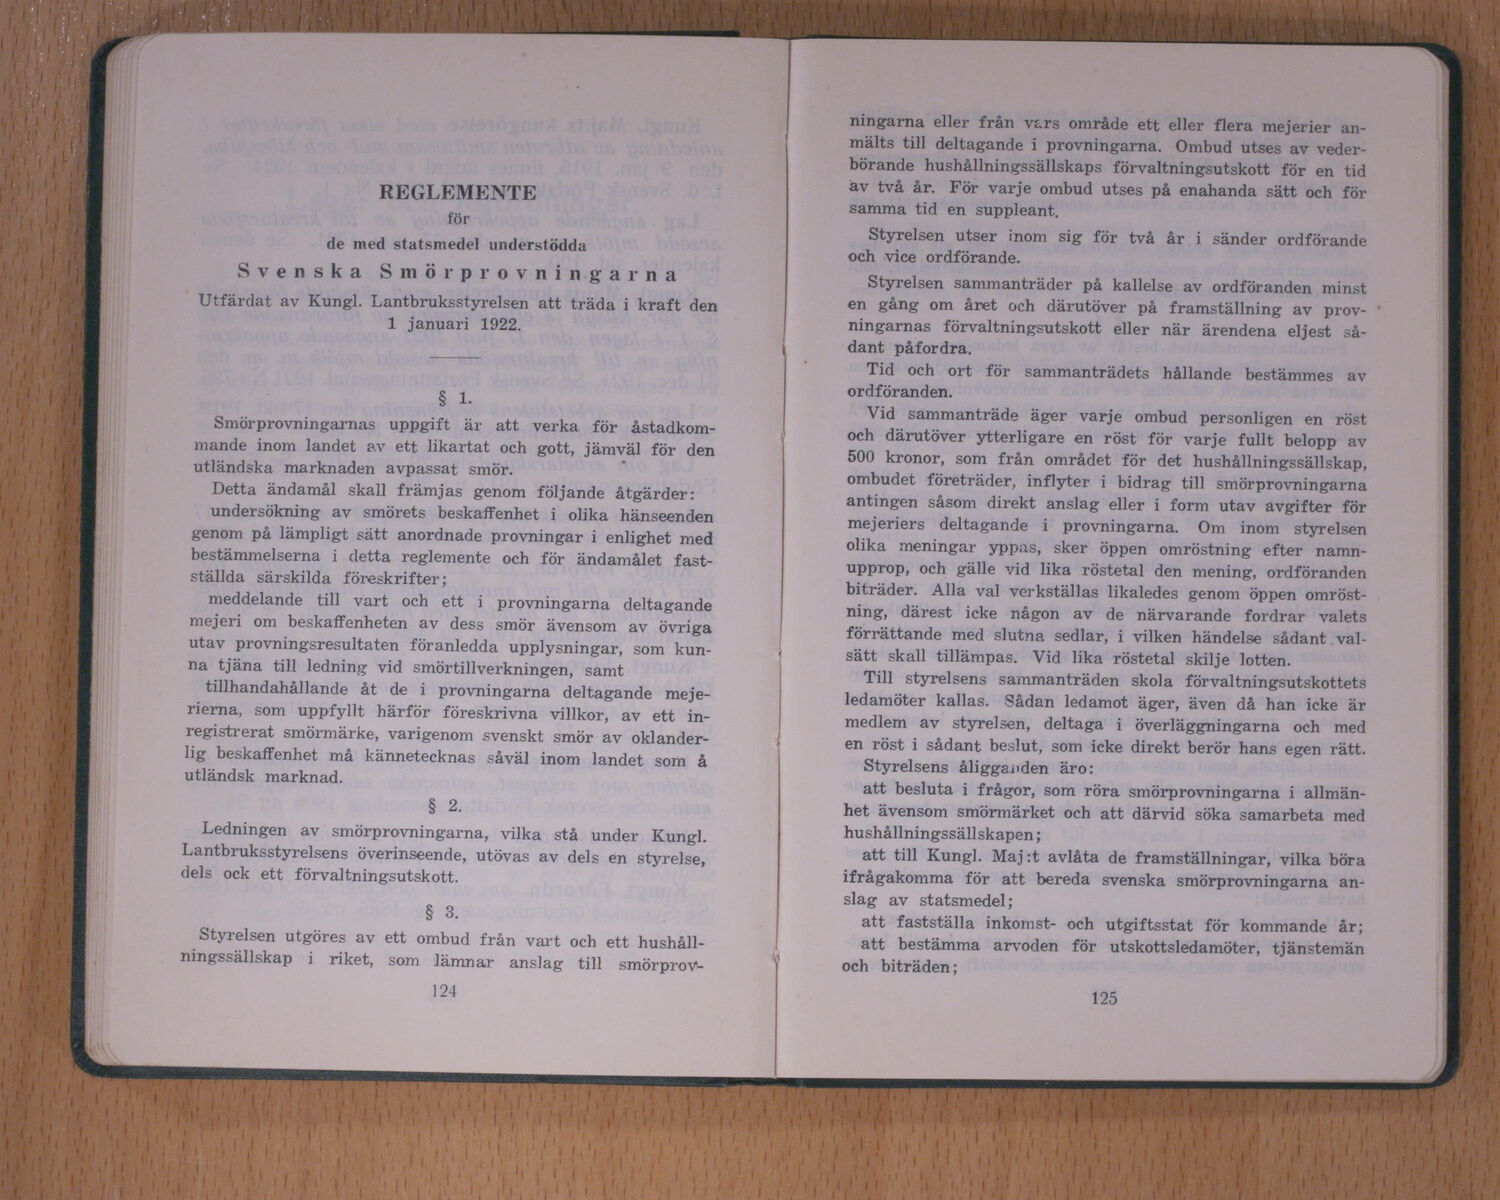 REGLEMENTE
för
de med statsmedel understödda
Svenska Smörprovningarna
Utfärdat av Kungl. Lantbruksstyrelsen att träda i kraft den
1 januari 1922.
§ 1.
Smörprovningarnas uppgift är att verka för åstadkom-
mande inom landet av ett likartat och gott, jämväl för den
utländska marknaden avpassat smör.
Detta ändamål skall främjas genom följande åtgärder:
undersökning av smörets beskaffenhet i olika hänseenden
genom på lämpligt sätt anordnade provningar i enlighet med
bestämmelserna i detta reglemente och för ändamålet fast-
ställda särskilda föreskrifter;
meddelande till vart och ett i provningarna deltagande
mejeri om beskaffenheten av dess smör ävensom av övriga
utav provningsresultaten föranledda upplysningar, som kun-
na tjäna till ledning vid smörtillverkningen, samt
tillhandahållande åt de i provningarna deltagande meje-
rierna, som uppfyllt härför föreskrivna villkor, av ett in-
registrerat smörmärke, varigenom svenskt smör av oklander-
lig beskaffenhet må kännetecknas såväl inom landet som å
utländsk marknad.
§ 2.
Ledningen av smörprovningarna, vilka stå under Kungl.
Lantbruksstyrelsens överinseende, utövas av dels en styrelse,
dels ock ett förvaltningsutskott.
§ 3.
Styrelsen utgöres av ett ombud från vart och ett hushåll-
ningssällskap i riket, som lämnar anslag till smörprov-
124
ningarna eller från vars område ett eller flera mejerier an-
mälts till deltagande i provningarna. Ombud utses av veder-
börande hushållningssällskaps förvaltningsutskott för en tid
av två år. För varje ombud utses på enahanda sätt och för
samma tid en suppleant.
Styrelsen utser inom sig för två år i sänder ordförande
och vice ordförande.
Styrelsen sammanträder på kallelse av ordföranden minst
en gång om året och därutöver på framställning av prov-
ningarnas förvaltningsutskott eller när ärendena eljest så-
dant påfordra.
Tid och ort för sammanträdets hållande bestämmes av
ordföranden.
Vid sammanträde äger varje ombud personligen en röst
och därutöver ytterligare en röst för varje fullt belopp av
500 kronor, som från området för det hushållningssällskap,
ombudet företräder, inflyter i bidrag till smörprovningarna
antingen såsom direkt anslag eller i form utav avgifter för
mejeriers deltagande i provningarna. Om inom styrelsen
olika meningar yppas, sker öppen omröstning efter namn-
upprop, och gälle vid lika röstetal den mening, ordföranden
biträder. Alla val verkställas likaledes genom öppen omröst-
ning, därest icke någon av de närvarande fordrar valets
förrättande med slutna sedlar, i vilken händelse sådant val-
sätt skall tillämpas. Vid lika röstetal skilje lotten.
Till styrelsens sammanträden skola förvaltningsutskottets
ledamöter kallas. Sådan ledamot äger, även då han icke är
medlem av styrelsen, deltaga i överläggningarna och med
en röst i sådant beslut, som icke direkt berör hans egen rätt.
Styrelsens åligganden äro:
att besluta i frågor, som röra smörprovningarna i allmän-
het ävensom smörmärket och att därvid söka samarbeta med
hushållningssällskapen;
att till Kungl. Maj:t avlåta de framställningar, vilka böra
ifrågakomma för att bereda svenska smörprovningarna an-
slag av statsmedel;
att fastställa inkomst- och utgiftsstat för kommande år;
att bestämma arvoden för utskottsledamöter, tjänstemän
och biträden;
125